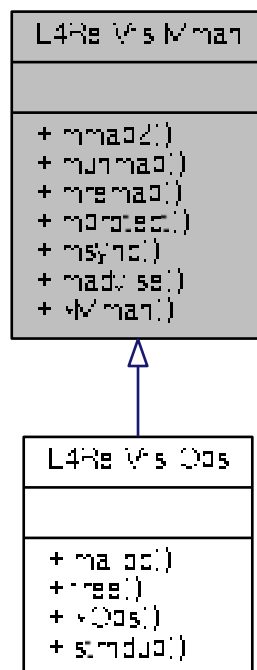 L4Re::Vfs::Mman
+ mmap2()
+ munmap()
+ mremap()
+ mprotect()
+ msync()
+ madvise()
+ ~Mman()
L4Re::Vfs::Ops
+ malloc()
+ free()
+ ~Ops()
+ strndup()